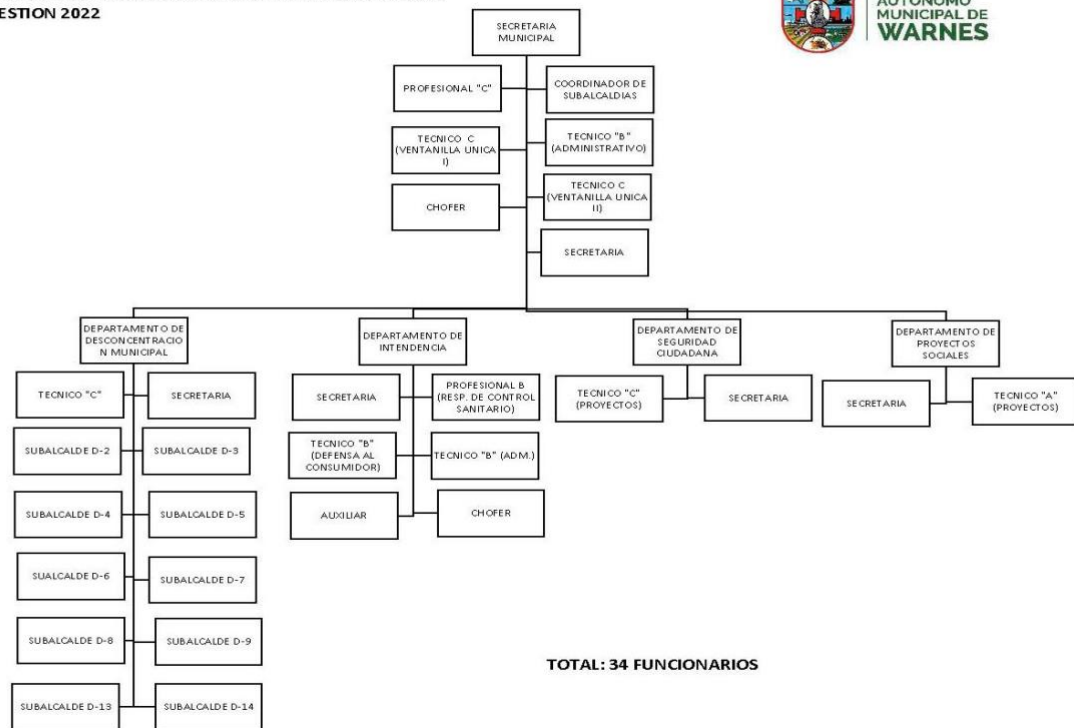 GESTION 2022
AUTONOMO
MUNICIPAL DE
WARNES
SECRETARIA
MUNICIPAL
PROFESIONAL "C"
COORDINADOR DE
SUBALCALDIAS
TECNICO C
(VENTANILLA UNICA
I)
TECNICO "B"
(ADMINISTRATIVO)
CHOFER
TECNICO C
(VENTANILLA UNICA
II)
SECRETARIA
DEPARTAMENTO DE
DESCONCENTRACIO
N MUNICIPAL
TECNICO "C"
SECRETARIA
SUBALCALDE D-2
SUBALCALDE D-3
SUBALCALDE D-4
SUBALCALDE D-5
SUALCALDE D-6
SUBALCALDE D-7
SUBALCALDE D-8
SUBALCALDE D-9
SUBALCALDE D-13
SUBALCALDE D-14
DEPARTAMENTO DE
INTENDENCIA
SECRETARIA
PROFESIONAL B
(RESP. DE CONTROL
SANITARIO)
TECNICO "B"
(DEFENSA AL
CONSUMIDOR)
TECNICO "B" (ADM.)
AUXILIAR
CHOFER
DEPARTAMENTO DE
SEGURIDAD
CIUDADANA
TECNICO "C"
(PROYECTOS)
SECRETARIA
DEPARTAMENTO DE
PROYECTOS
SOCIALES
SECRETARIA
TECNICO "A"
(PROYECTOS)
TOTAL: 34 FUNCIONARIOS